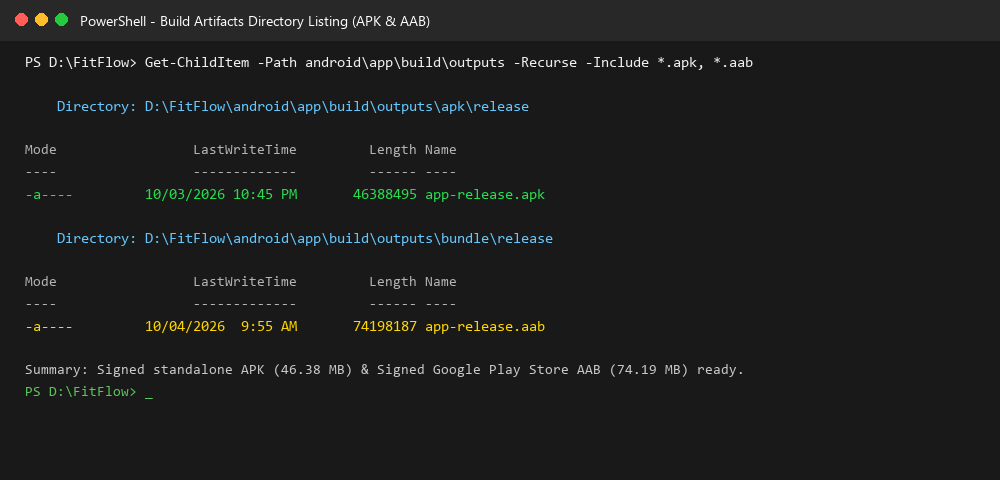 PowerShell - Build Artifacts Directory Listing (APK & AAB)
PS D:\FitFlow> Get-ChildItem -Path android\app\build\outputs -Recurse -Include *.apk, *.aab
Directory: D:\FitFlow\android\app\build\outputs\apk\release
Mode LastWriteTime Length Name
---- ------------- ------ ----
-a---- 10/03/2026 10:45 PM 46388495 app-release.apk
Directory: D:\FitFlow\android\app\build\outputs\bundle\release
Mode LastWriteTime Length Name
---- ------------- ------ ----
-a---- 10/04/2026 9:55 AM 74198187 app-release.aab
Summary: Signed standalone APK (46.38 MB) & Signed Google Play Store AAB (74.19 MB) ready.
PS D:\FitFlow> _